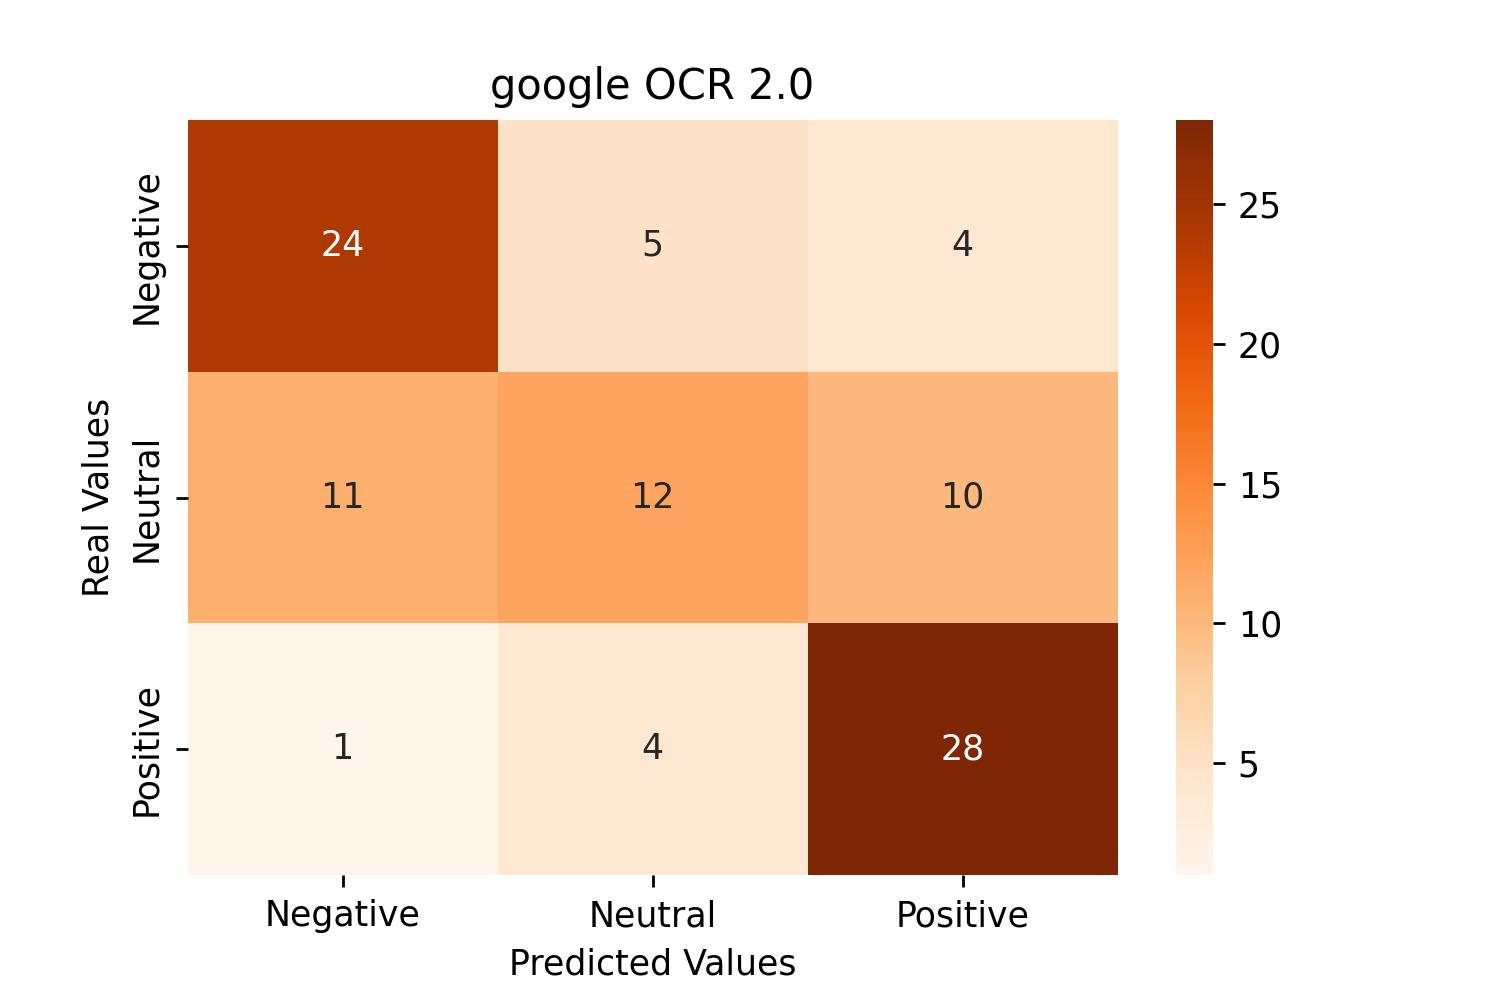 google OCR 2.0
Real Values
Negative
24 5 4
Neutral
11 12 10
Positive
1 4 28
Negative Neutral Positive
Predicted Values
25
20
15
10
5